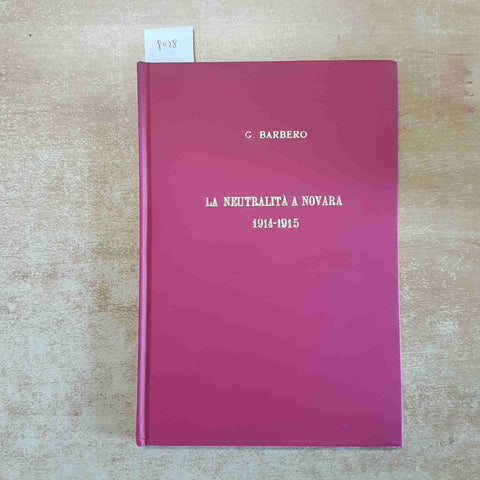 8018
G. BARBERO
LA NEUTRALITÀ A NOVARA
1914-1915